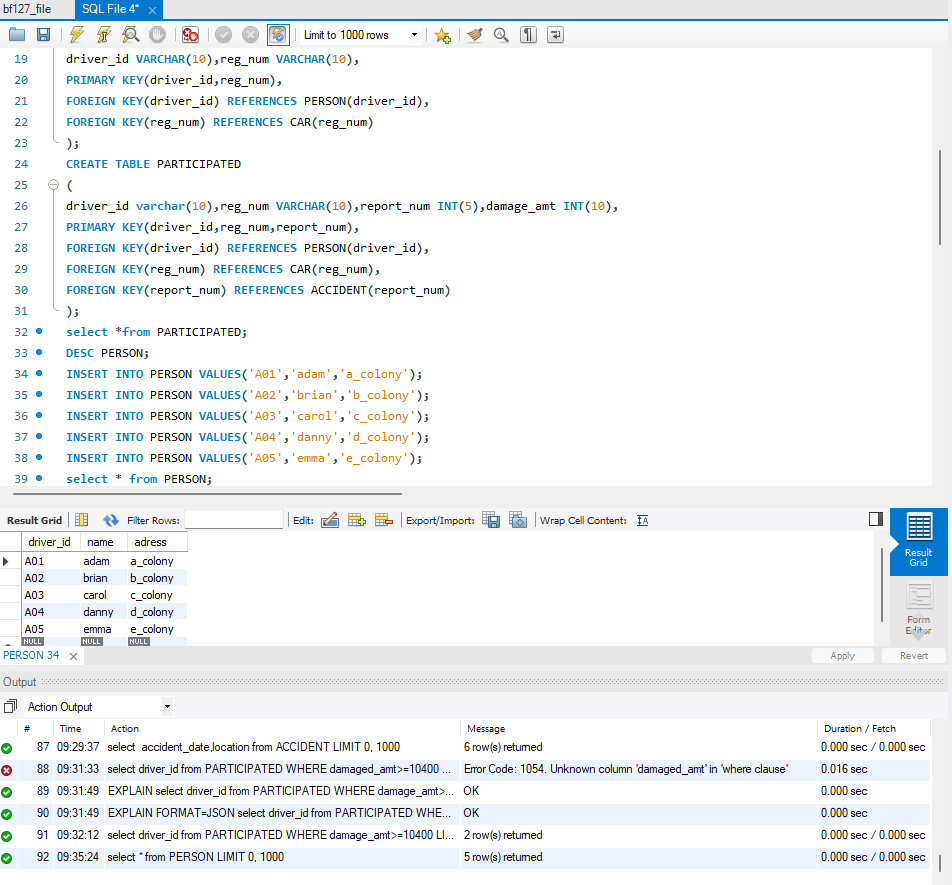 bf127_file SQL File 4* ×
Limit to 1000 rows
19 driver_id VARCHAR(10),reg_num VARCHAR(10),
20 PRIMARY KEY(driver_id,reg_num),
21 FOREIGN KEY(driver_id) REFERENCES PERSON(driver_id),
22 FOREIGN KEY(reg_num) REFERENCES CAR(reg_num)
23 );
24 CREATE TABLE PARTICIPATED
25 (
26 driver_id varchar(10),reg_num VARCHAR(10),report_num INT(5),damage_amt INT(10),
27 PRIMARY KEY(driver_id,reg_num,report_num),
28 FOREIGN KEY(driver_id) REFERENCES PERSON(driver_id),
29 FOREIGN KEY(reg_num) REFERENCES CAR(reg_num),
30 FOREIGN KEY(report_num) REFERENCES ACCIDENT(report_num)
31 );
32 select *from PARTICIPATED;
33 DESC PERSON;
34 INSERT INTO PERSON VALUES('A01','adam','a_colony');
35 INSERT INTO PERSON VALUES('A02','brian','b_colony');
36 INSERT INTO PERSON VALUES('A03','carol','c_colony');
37 INSERT INTO PERSON VALUES('A04','danny','d_colony');
38 INSERT INTO PERSON VALUES('A05','emma','e_colony');
39 select * from PERSON;
Result Grid Filter Rows: Edit: Export/Import: Wrap Cell Content: IA
driver_id name adress
A01 adam a_colony
A02 brian b_colony
A03 carol c_colony
A04 danny d_colony
A05 emma e_colony
NULL NULL NULL
Result
Grid
Form
Editor
PERSON 34 × Apply Revert
Output
Action Output
# Time Action Message Duration / Fetch
87 09:29:37 select accident_date,location from ACCIDENT LIMIT 0, 1000 6 row(s) returned 0.000 sec / 0.000 sec
88 09:31:33 select driver_id from PARTICIPATED WHERE damaged_amt>=10400 ... Error Code: 1054. Unknown column 'damaged_amt' in 'where clause' 0.016 sec
89 09:31:49 EXPLAIN select driver_id from PARTICIPATED WHERE damage_amt>... OK 0.000 sec
90 09:31:49 EXPLAIN FORMAT=JSON select driver_id from PARTICIPATED WHE... OK 0.000 sec
91 09:32:12 select driver_id from PARTICIPATED WHERE damage_amt>=10400 LI... 2 row(s) returned 0.000 sec / 0.000 sec
92 09:35:24 select * from PERSON LIMIT 0, 1000 5 row(s) returned 0.000 sec / 0.000 sec